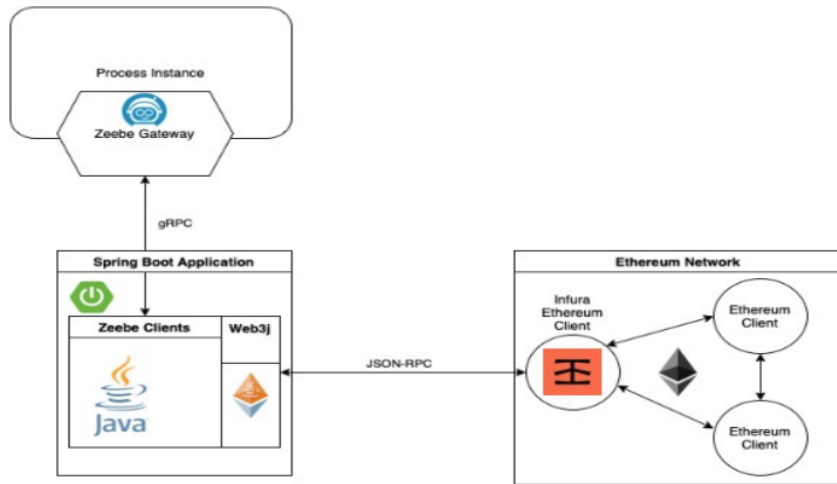 Process Instance
Zeebe Gateway
gRPC
Spring Boot Application
Zeebe Clients
Web3j
Java
JSON-RPC
Ethereum Network
Infura
Ethereum
Client
Ethereum
Client
Ethereum
Client